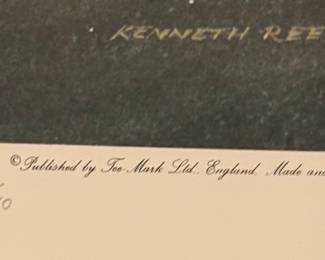 KENNETH REE
© Published by Tee-Mark Ltd., England. Made and